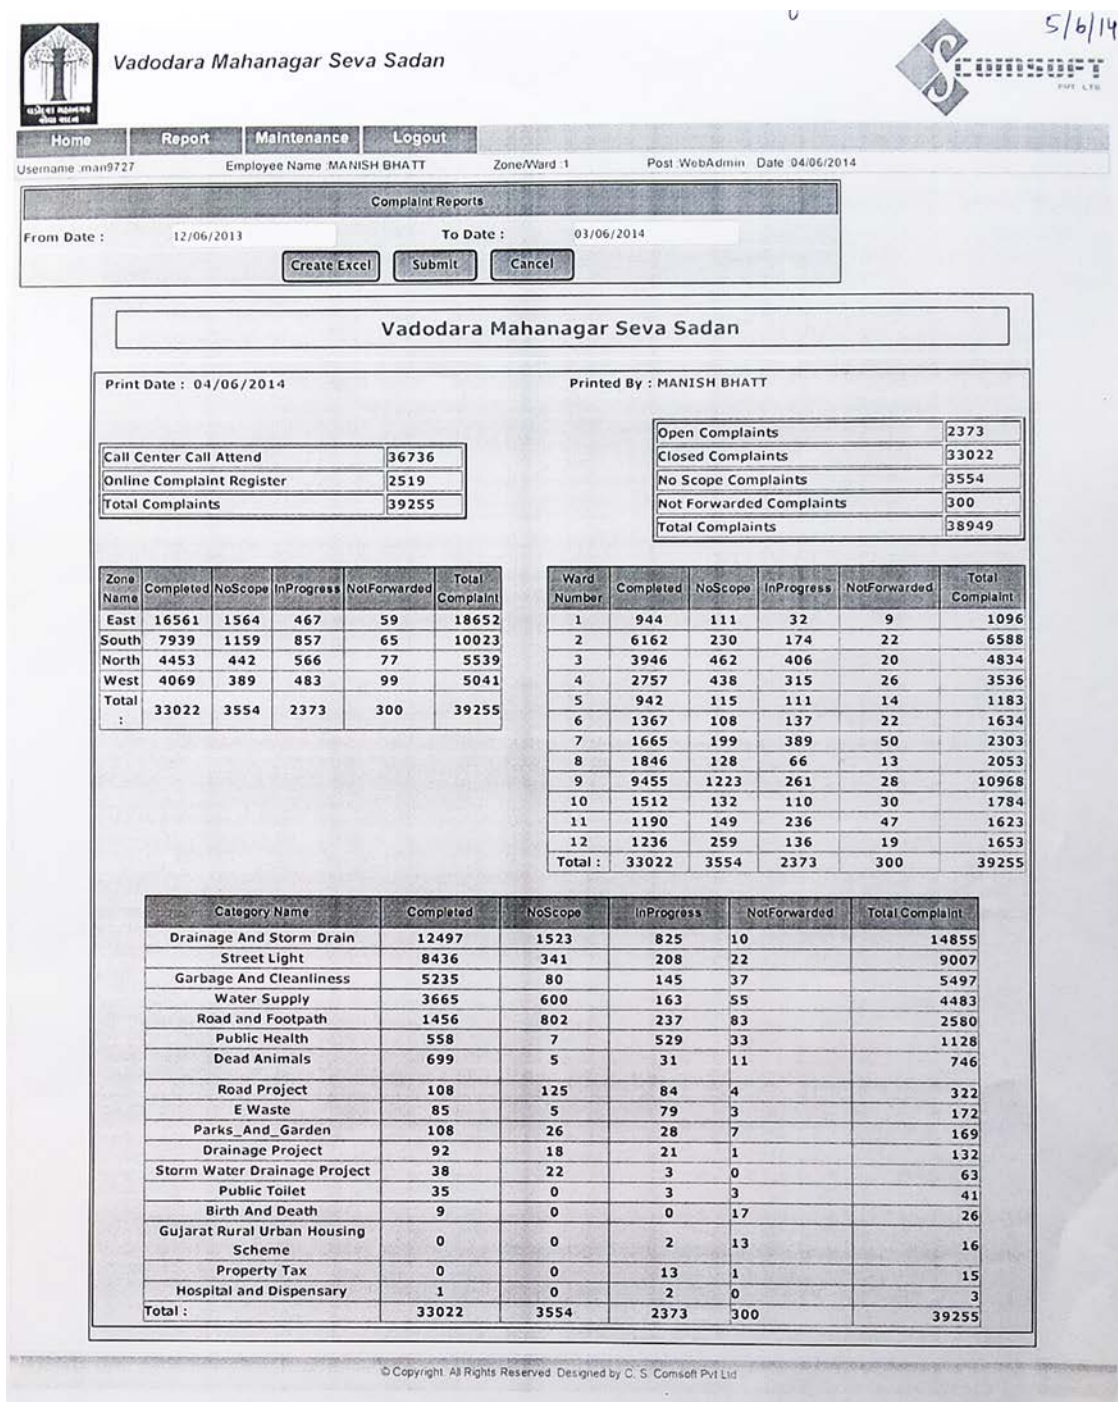 5/6/14
Vadodara Mahanagar Seva Sadan
COMSOFT
PVT LTD
વડોદરા મહાનગર
સેવા સદન
Home Report Maintenance Logout
Username :man9727 Employee Name :MANISH BHATT Zone/Ward :1 Post :WebAdmin Date :04/06/2014
Complaint Reports
From Date : 12/06/2013 To Date : 03/06/2014
Create Excel Submit Cancel
Vadodara Mahanagar Seva Sadan
Print Date : 04/06/2014 Printed By : MANISH BHATT
Call Center Call Attend 36736
Online Complaint Register 2519
Total Complaints 39255
Open Complaints 2373
Closed Complaints 33022
No Scope Complaints 3554
Not Forwarded Complaints 300
Total Complaints 38949
Zone Name Completed NoScope InProgress NotForwarded Total Complaint
East 16561 1564 467 59 18652
South 7939 1159 857 65 10023
North 4453 442 566 77 5539
West 4069 389 483 99 5041
Total : 33022 3554 2373 300 39255
Ward Number Completed NoScope InProgress NotForwarded Total Complaint
1 944 111 32 9 1096
2 6162 230 174 22 6588
3 3946 462 406 20 4834
4 2757 438 315 26 3536
5 942 115 111 14 1183
6 1367 108 137 22 1634
7 1665 199 389 50 2303
8 1846 128 66 13 2053
9 9455 1223 261 28 10968
10 1512 132 110 30 1784
11 1190 149 236 47 1623
12 1236 259 136 19 1653
Total : 33022 3554 2373 300 39255
Category Name Completed NoScope InProgress NotForwarded Total Complaint
Drainage And Storm Drain 12497 1523 825 10 14855
Street Light 8436 341 208 22 9007
Garbage And Cleanliness 5235 80 145 37 5497
Water Supply 3665 600 163 55 4483
Road and Footpath 1456 802 237 83 2580
Public Health 558 7 529 33 1128
Dead Animals 699 5 31 11 746
Road Project 108 125 84 4 322
E Waste 85 5 79 3 172
Parks_And_Garden 108 26 28 7 169
Drainage Project 92 18 21 1 132
Storm Water Drainage Project 38 22 3 0 63
Public Toilet 35 0 3 3 41
Birth And Death 9 0 0 17 26
Gujarat Rural Urban Housing
Scheme 0 0 2 13 16
Property Tax 0 0 13 1 15
Hospital and Dispensary 1 0 2 0 3
Total : 33022 3554 2373 300 39255
© Copyright. All Rights Reserved. Designed by C. S. Comsoft Pvt Ltd